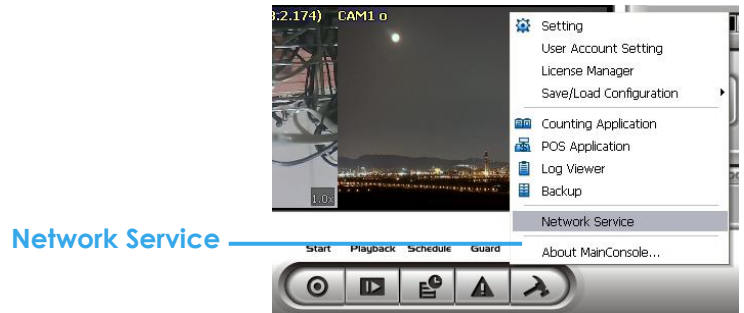 3.2.174) CAM1 o
Setting
User Account Setting
License Manager
Save/Load Configuration
Counting Application
POS Application
Log Viewer
Backup
Network Service
About MainConsole...
1.0x
Network Service
Start Playback Schedule Guard